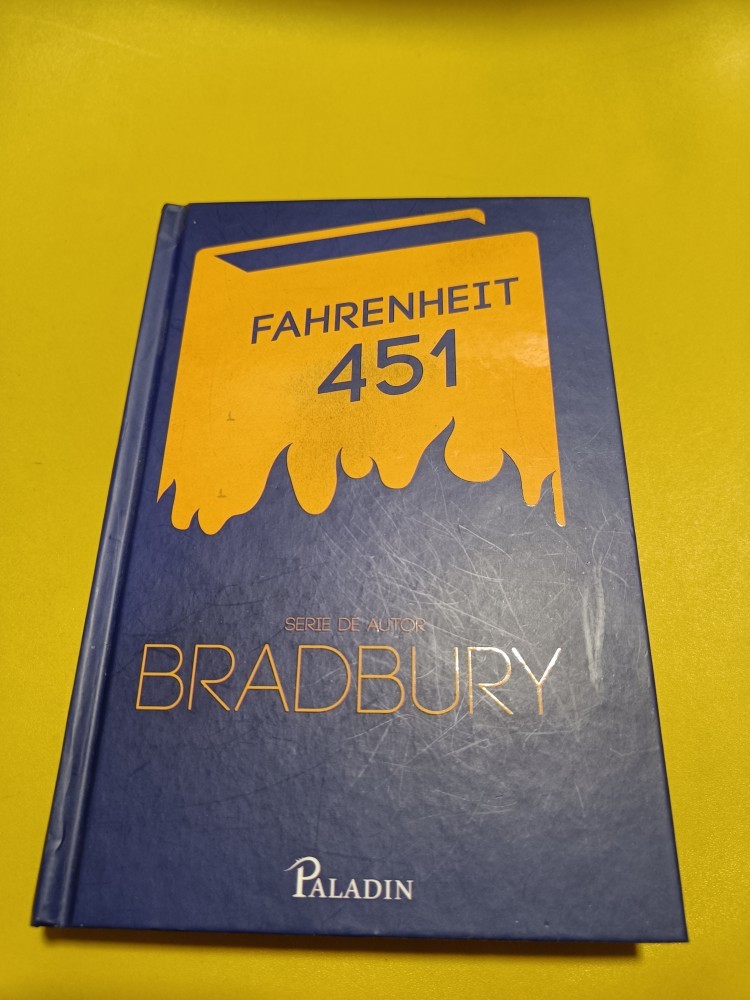 FAHRENHEIT
451
SERIE DE AUTOR
BRADBURY
PALADIN